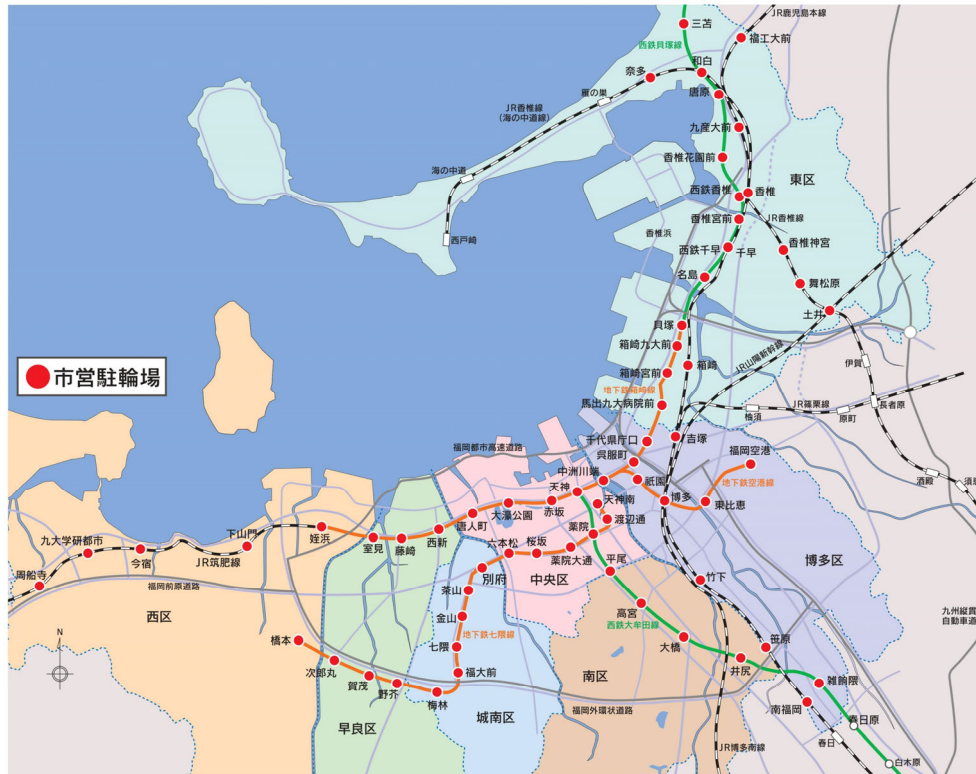 三苫
JR鹿児島本線
福工大前
西鉄貝塚線
和白
奈多
唐原
雁の巣
JR香椎線
(海の中道線)
九産大前
香椎花園前
海の中道
東区
西鉄香椎
香椎
香椎宮前
JR香椎線
香椎浜
西戸崎
香椎神宮
西鉄千早
千早
名島
舞松原
土井
貝塚
箱崎九大前
JR山陽新幹線
伊賀
市営駐輪場
箱崎
箱崎宮前
地下鉄箱崎線
JR篠栗線
長者原
柚須
原町
馬出九大病院前
千代県庁口
吉塚
福岡都市高速道路
呉服町
福岡空港
中洲川端
祇園
地下鉄空港線
酒殿
須恵
天神
博多
天神南
東比恵
大濠公園
赤坂
唐人町
渡辺通
薬院
下山門
姪浜
九大学研都市
室見
藤崎
西新
六本松
桜坂
薬院大通
今宿
JR筑肥線
周船寺
別府
中央区
平尾
博多区
竹下
福岡前原道路
茶山
高宮
九州縦貫
自動車道
西区
金山
地下鉄七隈線
西鉄大牟田線
N
橋本
七隈
大橋
笹原
井尻
次郎丸
福大前
南区
賀茂
野芥
雑餉隈
梅林
南福岡
早良区
城南区
福岡外環状道路
春日原
春日
JR博多南線
白木原